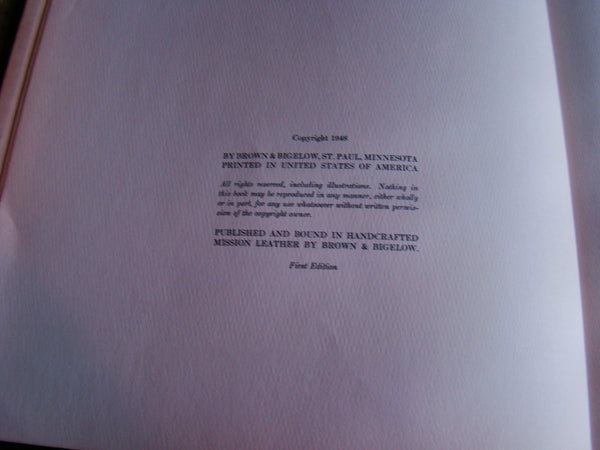 Copyright 1948
BY BROWN & BIGELOW, ST. PAUL, MINNESOTA
PRINTED IN UNITED STATES OF AMERICA
All rights reserved, including illustrations. Nothing in
this book may be reproduced in any manner, either wholly
or in part, for any use whatsoever without written permis-
sion of the copyright owner.
PUBLISHED AND BOUND IN HANDCRAFTED
MISSION LEATHER BY BROWN & BIGELOW.
First Edition